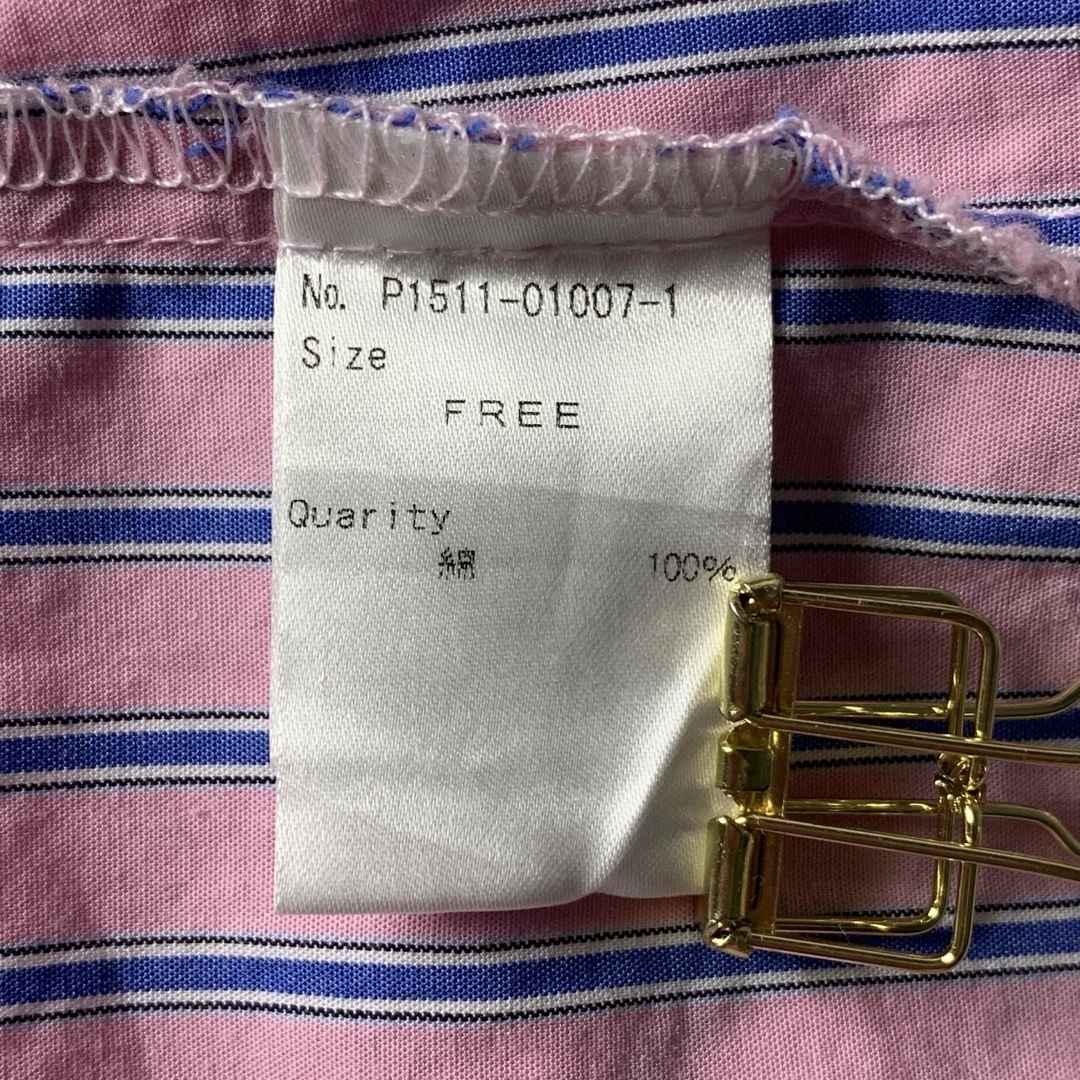 No. P1511-01007-1
Size
FREE
Quarity
綿 100%